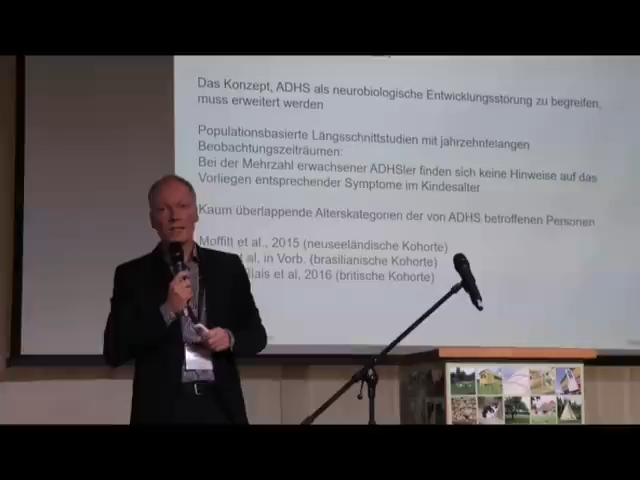 Das Konzept, ADHS als neurobiologische Entwicklungsstörung zu begreifen,
muss erweitert werden
Populationsbasierte Längsschnittstudien mit jahrzehntelangen
Beobachtungszeiträumen:
Bei der Mehrzahl erwachsener ADHSler finden sich keine Hinweise auf das
Vorliegen entsprechender Symptome im Kindesalter
Kaum überlappende Alterskategorien der von ADHS betroffenen Personen
Moffitt et al., 2015 (neuseeländische Kohorte)
al, in Vorb. (brasilianische Kohorte)
et al, 2016 (britische Kohorte)